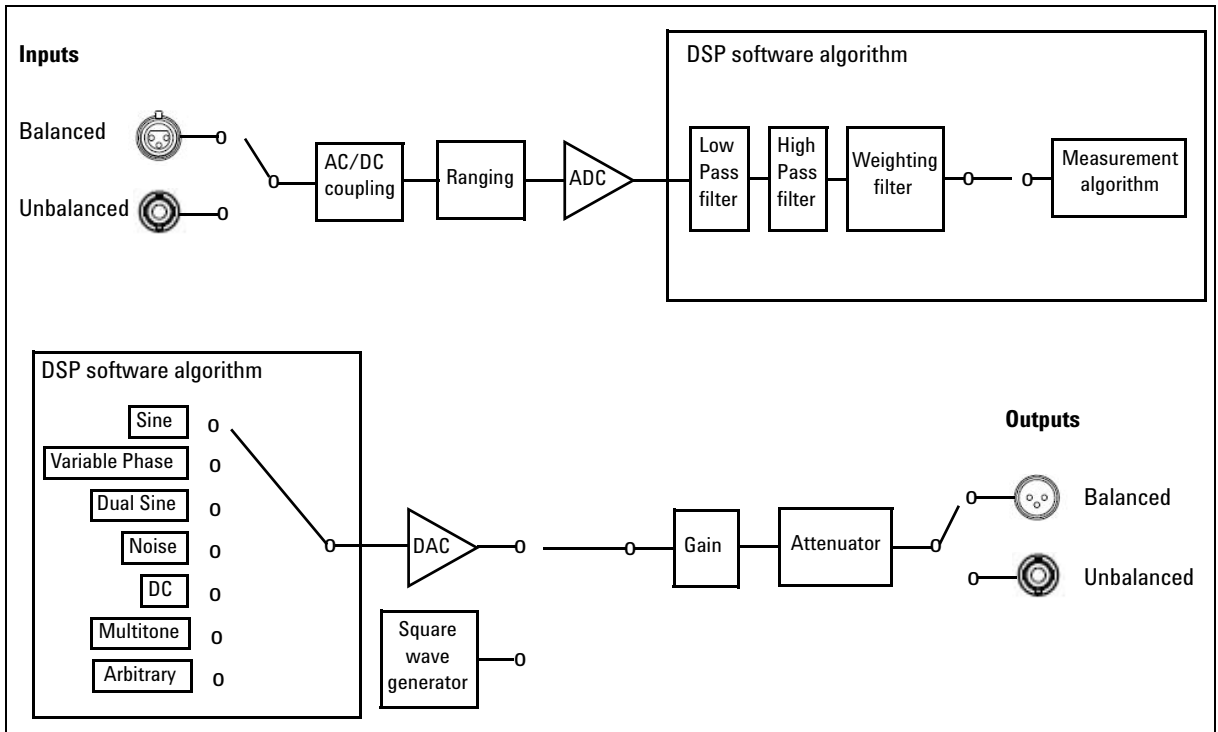 Inputs
Balanced
Unbalanced
AC/DC
coupling
Ranging
ADC
DSP software algorithm
Low
Pass
filter
High
Pass
filter
Weighting
filter
Measurement
algorithm
DSP software algorithm
Sine
Variable Phase
Dual Sine
Noise
DC
Multitone
Arbitrary
DAC
Square
wave
generator
Gain
Attenuator
Outputs
Balanced
Unbalanced